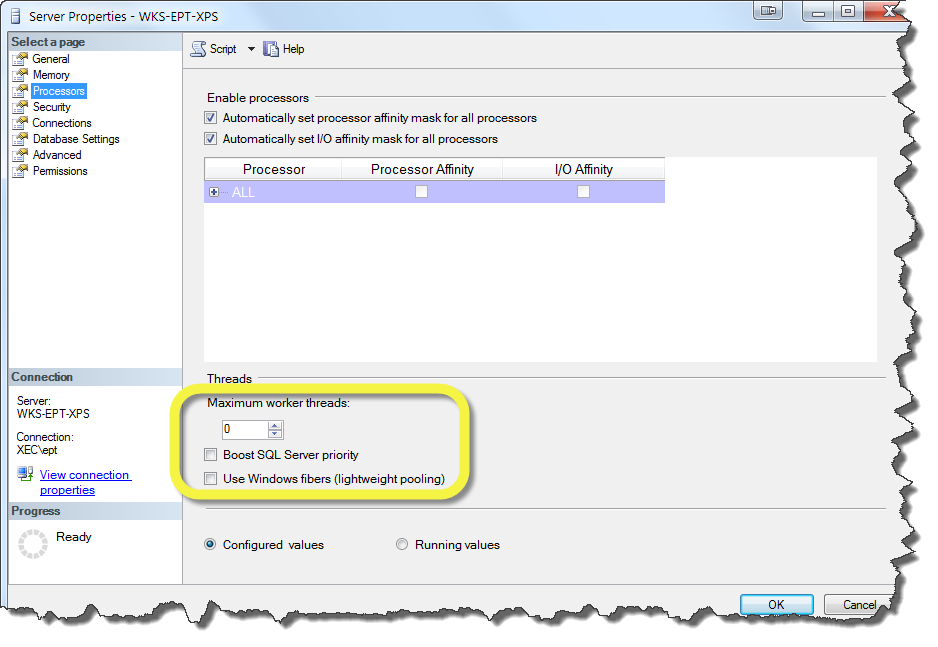 Server Properties - WKS-EPT-XPS
Select a page
General
Memory
Processors
Security
Connections
Database Settings
Advanced
Permissions
Connection
Server:
WKS-EPT-XPS
Connection:
XEC\ept
View connection
properties
Progress
Ready
Script Help
Enable processors
Automatically set processor affinity mask for all processors
Automatically set I/O affinity mask for all processors
Processor Processor Affinity I/O Affinity
ALL
Threads
Maximum worker threads:
0
Boost SQL Server priority
Use Windows fibers (lightweight pooling)
Configured values Running values
OK Cancel